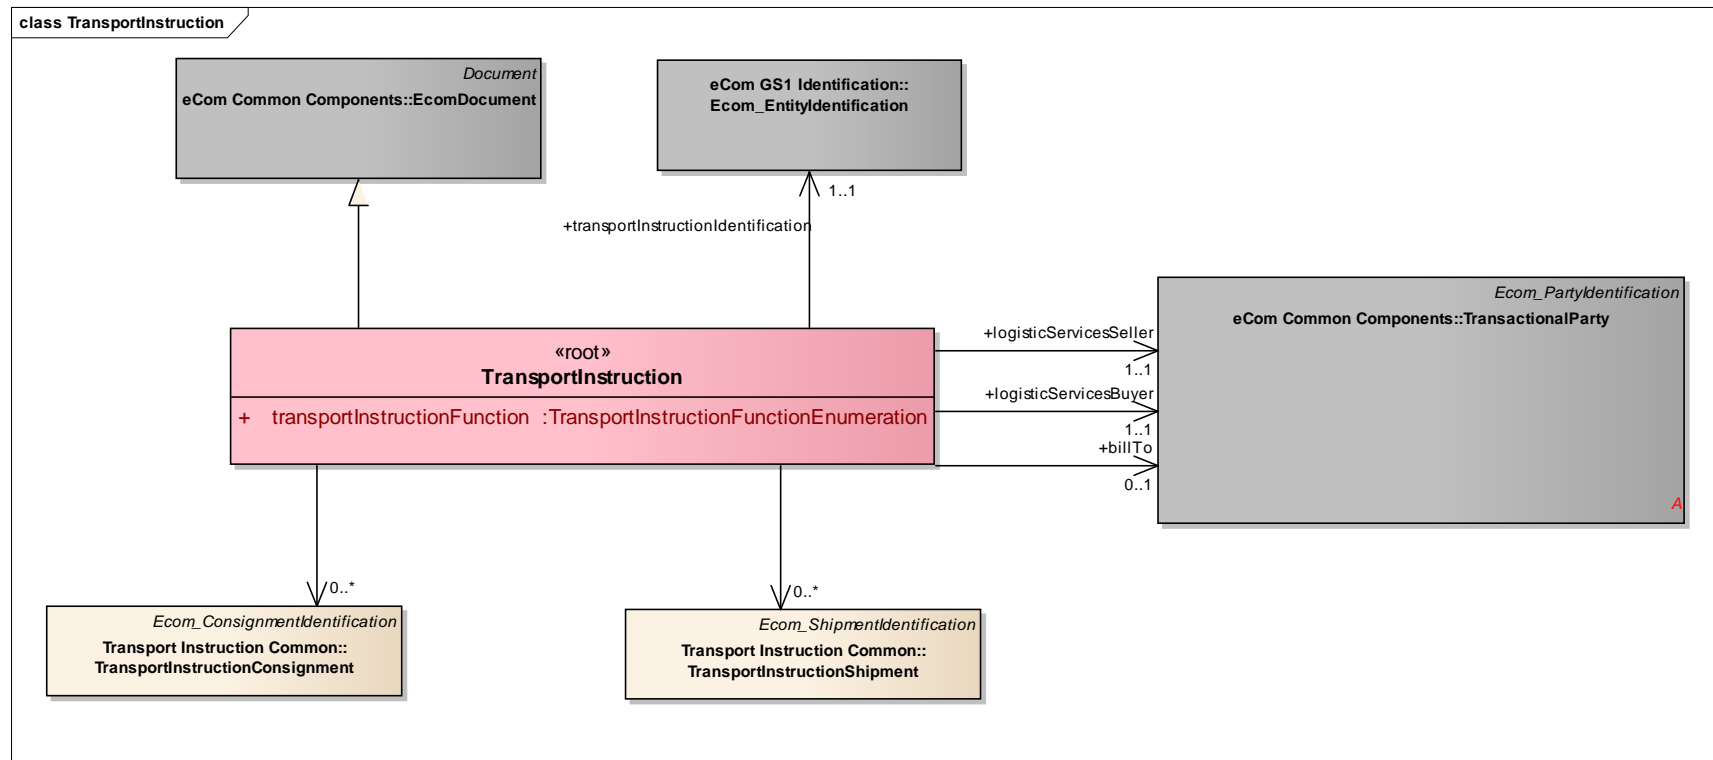 class TransportInstruction
Document
eCom Common Components::EcomDocument
eCom GS1 Identification::
Ecom_EntityIdentification
1..1
+transportInstructionIdentification
Ecom_PartyIdentification
eCom Common Components::TransactionalParty
A
«root»
TransportInstruction
+ transportInstructionFunction :TransportInstructionFunctionEnumeration
+logisticServicesSeller
1..1
+logisticServicesBuyer
1..1
+billTo
0..1
0..*
0..*
Ecom_ConsignmentIdentification
Transport Instruction Common::
TransportInstructionConsignment
Ecom_ShipmentIdentification
Transport Instruction Common::
TransportInstructionShipment